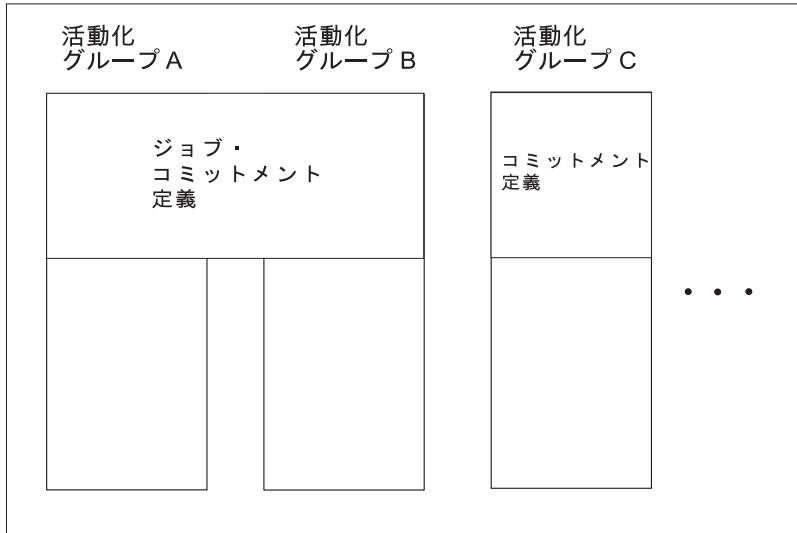 活動化
グループ A
活動化
グループ B
活動化
グループ C
ジョブ・
コミットメント
定義
コミットメント
定義
・・・